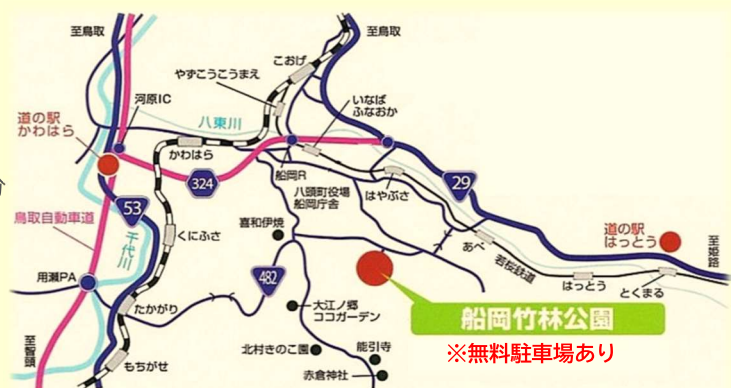 至鳥取
至鳥取
こおげ
やずこうこうまえ
河原IC
いなば
ふなおか
道の駅
かわはら
八東川
かわはら
船岡R
324
八頭町役場
船岡庁舎
はやぶさ
29
鳥取自動車道
53
千代川
くにふさ
喜和伊焼
あべ
道の駅
はっとう
至姫路
若桜鉄道
用瀬PA
482
はっとう
とくまる
たかがり
大江ノ郷
ココガーデン
船岡竹林公園
※無料駐車場あり
至智頭
もちがせ
北村きのこ園
能引寺
赤倉神社